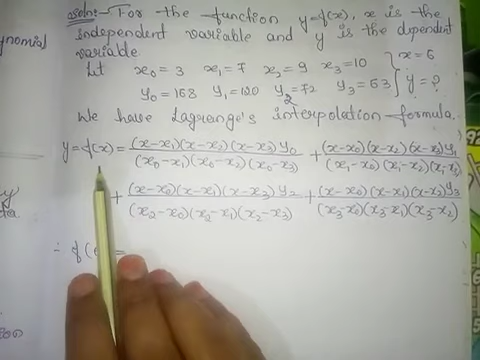 Soln:- For the function y=f(x), x is the
independent variable and y is the dependent
variable
Let x₀ = 3 x₁ = 7 x₂ = 9 x₃ = 10 } x = 6
y₀ = 168 y₁ = 120 y₂ = 72 y₃ = 63 } y = ?
We have Lagrange's interpolation formula.
y = f(x) = (x-x₁)(x-x₂)(x-x₃)y₀ / (x₀-x₁)(x₀-x₂)(x₀-x₃) + (x-x₀)(x-x₂)(x-x₃)y₁ / (x₁-x₀)(x₁-x₂)(x₁-x₃)
+ (x-x₀)(x-x₁)(x-x₃)y₂ / (x₂-x₀)(x₂-x₁)(x₂-x₃) + (x-x₀)(x-x₁)(x-x₂)y₃ / (x₃-x₀)(x₃-x₁)(x₃-x₂)
∴ f( =